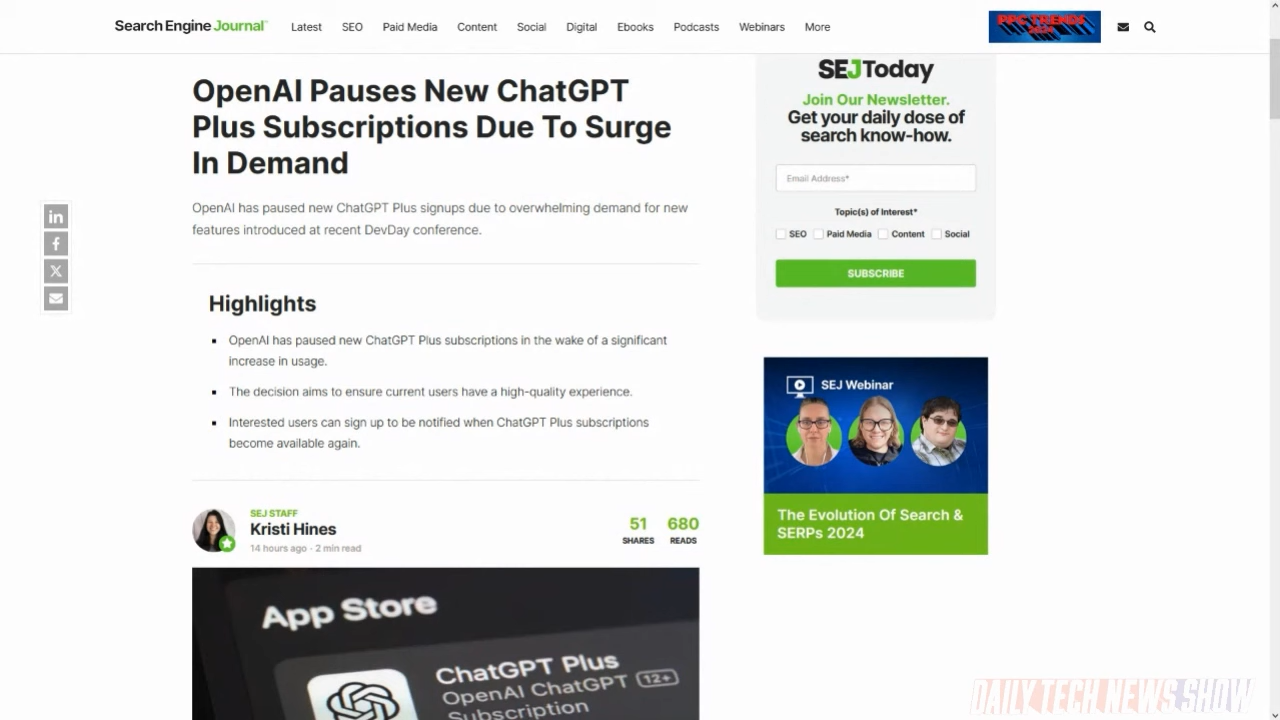 Search Engine Journal
Latest SEO Paid Media Content Social Digital Ebooks Podcasts Webinars More
PPC TRENDS
2024
OpenAI Pauses New ChatGPT
Plus Subscriptions Due To Surge
In Demand
OpenAI has paused new ChatGPT Plus signups due to overwhelming demand for new
features introduced at recent DevDay conference.
Highlights
OpenAI has paused new ChatGPT Plus subscriptions in the wake of a significant
increase in usage.
The decision aims to ensure current users have a high-quality experience.
Interested users can sign up to be notified when ChatGPT Plus subscriptions
become available again.
SEJ STAFF
Kristi Hines
14 hours ago · 2 min read
51 680
SHARES READS
App Store
ChatGPT Plus
OpenAI ChatGPT 12+
Subscription
SEJToday
Join Our Newsletter.
Get your daily dose of
search know-how.
Email Address*
Topic(s) of Interest*
SEO Paid Media Content Social
SUBSCRIBE
SEJ Webinar
The Evolution Of Search &
SERPs 2024
DAILY TECH NEWS SHOW